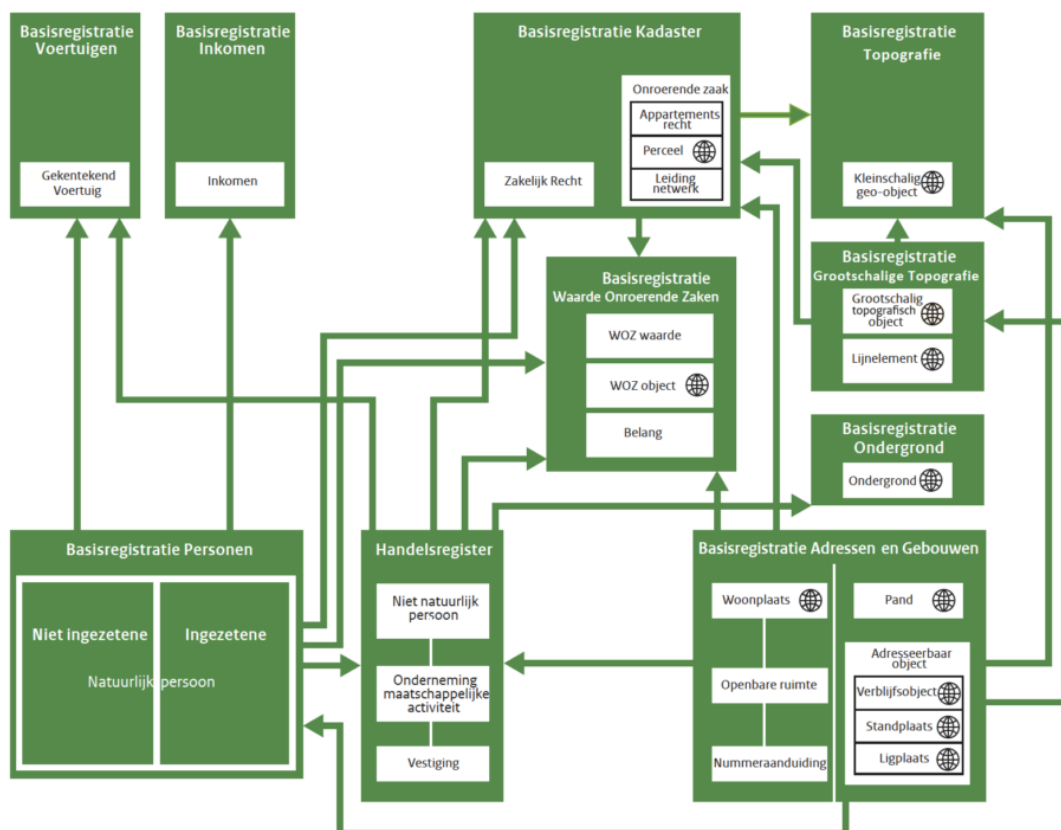 Basisregistratie
Voertuigen
Gekentekend
Voertuig
Basisregistratie
Inkomen
Inkomen
Basisregistratie Kadaster
Onroerende zaak
Appartements
recht
Perceel
Leiding
netwerk
Zakelijk Recht
Basisregistratie
Topografie
Kleinschalig
geo-object
Basisregistratie
Waarde Onroerende Zaken
WOZ waarde
WOZ object
Belang
Basisregistratie
Grootschalige Topografie
Grootschalig
topografisch
object
Lijnelement
Basisregistratie
Ondergrond
Ondergrond
Basisregistratie Personen
Niet ingezetene
Ingezetene
Natuurlijk persoon
Handelsregister
Niet natuurlijk
persoon
Onderneming
maatschappelijke
activiteit
Vestiging
Basisregistratie Adressen en Gebouwen
Woonplaats
Openbare ruimte
Nummeraanduiding
Pand
Adresseerbaar
object
Verblijfsobject
Standplaats
Ligplaats